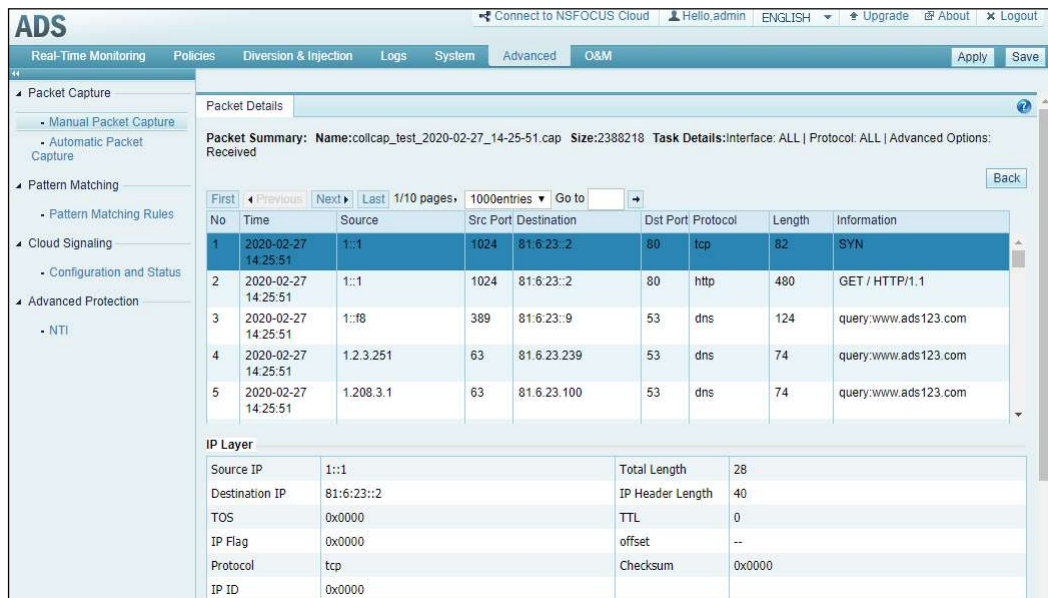 ADS
Connect to NSFOCUS Cloud Hello,admin ENGLISH Upgrade About Logout
Real-Time Monitoring Policies Diversion & Injection Logs System Advanced O&M Apply Save
Packet Capture
Manual Packet Capture
Automatic Packet
Capture
Pattern Matching
Pattern Matching Rules
Cloud Signaling
Configuration and Status
Advanced Protection
NTI
Packet Details
Packet Summary: Name:collcap_test_2020-02-27_14-25-51.cap Size:2388218 Task Details:Interface: ALL | Protocol: ALL | Advanced Options:
Received
Back
First Previous Next Last 1/10 pages, 1000entries Go to
No Time Source Src Port Destination Dst Port Protocol Length Information
1 2020-02-27 1::1 1024 81:6:23::2 80 tcp 82 SYN
14:25:51
2 2020-02-27 1::1 1024 81:6:23::2 80 http 480 GET / HTTP/1.1
14:25:51
3 2020-02-27 1::f8 389 81:6:23::9 53 dns 124 query:www.ads123.com
14:25:51
4 2020-02-27 1.2.3.251 63 81.6.23.239 53 dns 74 query:www.ads123.com
14:25:51
5 2020-02-27 1.208.3.1 63 81.6.23.100 53 dns 74 query:www.ads123.com
14:25:51
IP Layer
Source IP 1::1 Total Length 28
Destination IP 81:6:23::2 IP Header Length 40
TOS 0x0000 TTL 0
IP Flag 0x0000 offset --
Protocol tcp Checksum 0x0000
IP ID 0x0000